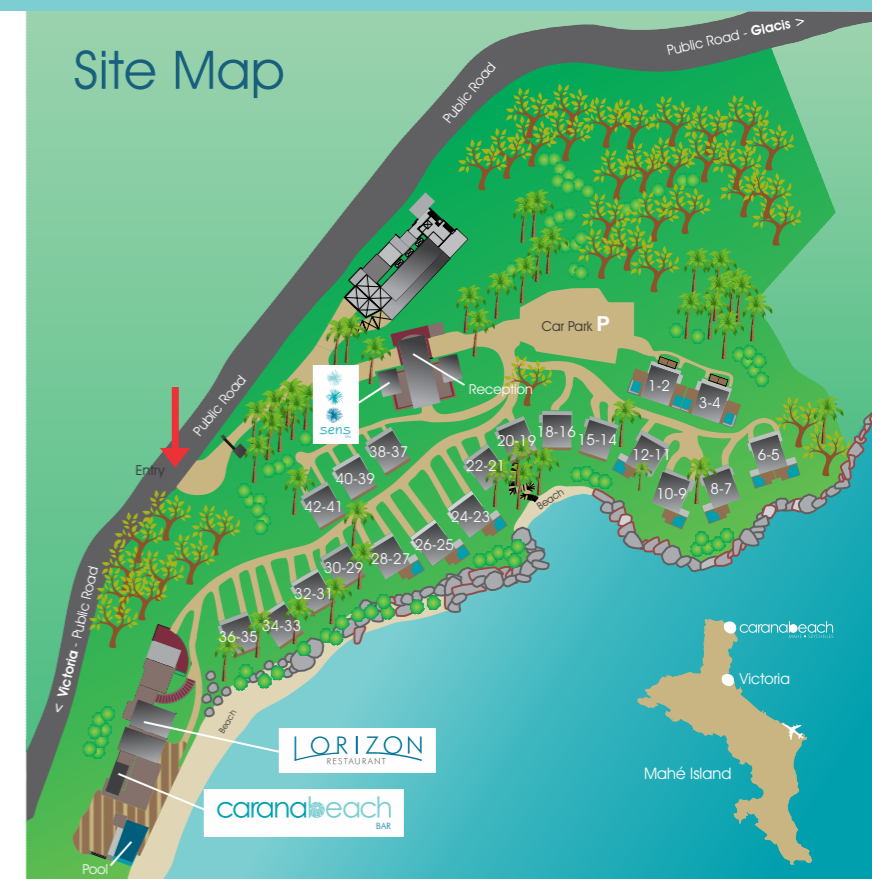 Site Map
Public Road - Glacis >
Public Road
Public Road
Car Park P
Reception
sens
Entry
1-2
3-4
6-5
8-7
10-9
12-11
15-14
18-16
20-19
22-21
24-23
26-25
28-27
30-29
32-31
34-33
36-35
38-37
40-39
42-41
Beach
< Victoria - Public Road
Beach
LORIZON
RESTAURANT
caranabeach
BAR
Pool
caranabeach
MAHÉ • SEYCHELLES
Victoria
Mahé Island